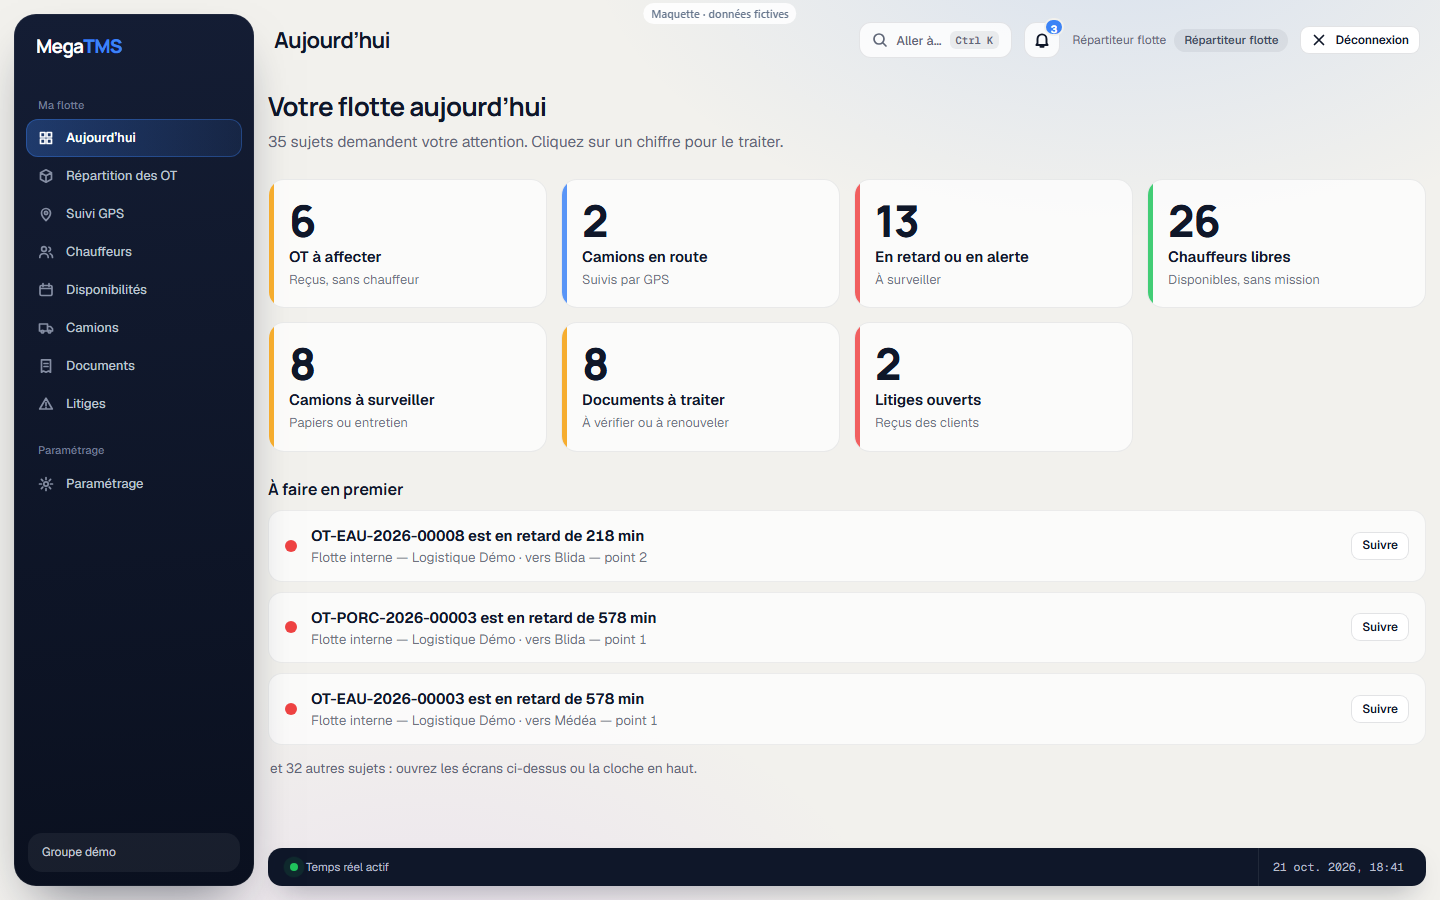 Maquette · données fictives
MegaTMS
Aujourd’hui
Aller à… Ctrl K
3
Répartiteur flotte Répartiteur flotte
Déconnexion
Ma flotte
Aujourd’hui
Répartition des OT
Suivi GPS
Chauffeurs
Disponibilités
Camions
Documents
Litiges
Paramétrage
Paramétrage
Groupe démo
Votre flotte aujourd’hui
35 sujets demandent votre attention. Cliquez sur un chiffre pour le traiter.
6
OT à affecter
Reçus, sans chauffeur
2
Camions en route
Suivis par GPS
13
En retard ou en alerte
À surveiller
26
Chauffeurs libres
Disponibles, sans mission
8
Camions à surveiller
Papiers ou entretien
8
Documents à traiter
À vérifier ou à renouveler
2
Litiges ouverts
Reçus des clients
À faire en premier
OT-EAU-2026-00008 est en retard de 218 min
Flotte interne — Logistique Démo · vers Blida — point 2
Suivre
OT-PORC-2026-00003 est en retard de 578 min
Flotte interne — Logistique Démo · vers Blida — point 1
Suivre
OT-EAU-2026-00003 est en retard de 578 min
Flotte interne — Logistique Démo · vers Médéa — point 1
Suivre
et 32 autres sujets : ouvrez les écrans ci-dessus ou la cloche en haut.
Temps réel actif
21 oct. 2026, 18:41